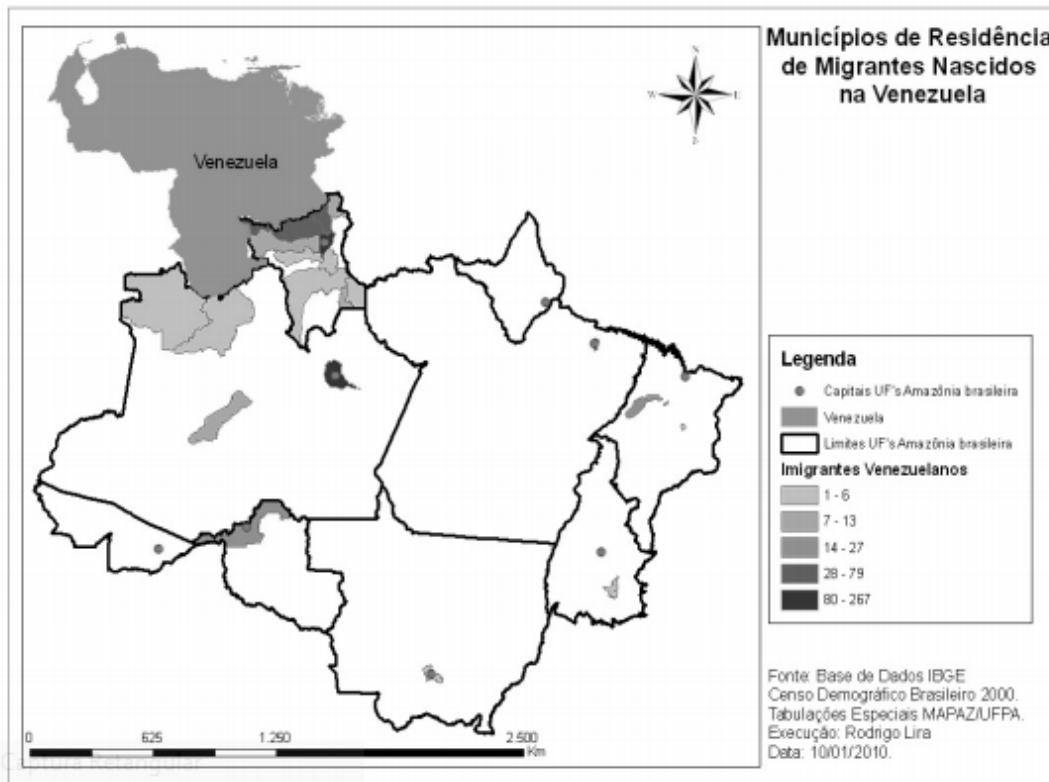 Municípios de Residência
de Migrantes Nascidos
na Venezuela
N
W
E
S
Venezuela
Legenda
Capitais UF's Amazônia brasileira
Venezuela
Limites UF's Amazônia brasileira
Imigrantes Venezuelanos
1 - 6
7 - 13
14 - 27
28 - 79
80 - 267
Fonte: Base de Dados IBGE
Censo Demográfico Brasileiro 2000.
Tabulações Especiais MAPAZ/UFPA.
Execução: Rodrigo Lira
Data: 10/01/2010.
0 625 1.250 2.500
Km
Captura Retangular